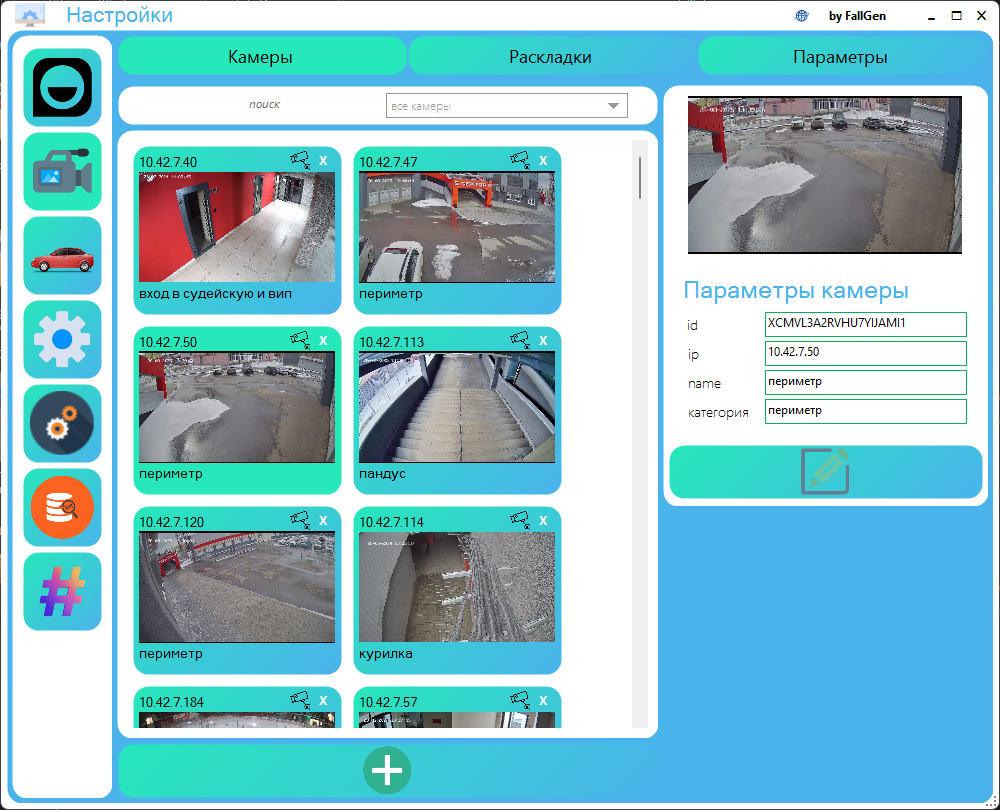 Настройки
by FallGen
Камеры
Раскладки
Параметры
поиск
все камеры
10.42.7.40
X
10.42.7.47
X
вход в судейскую и вип
периметр
10.42.7.50
X
10.42.7.113
X
периметр
пандус
10.42.7.120
X
10.42.7.114
X
периметр
курилка
10.42.7.184
X
10.42.7.57
X
Параметры камеры
id
XCMVL3A2RVHU7YIJAMI1
ip
10.42.7.50
name
периметр
категория
периметр